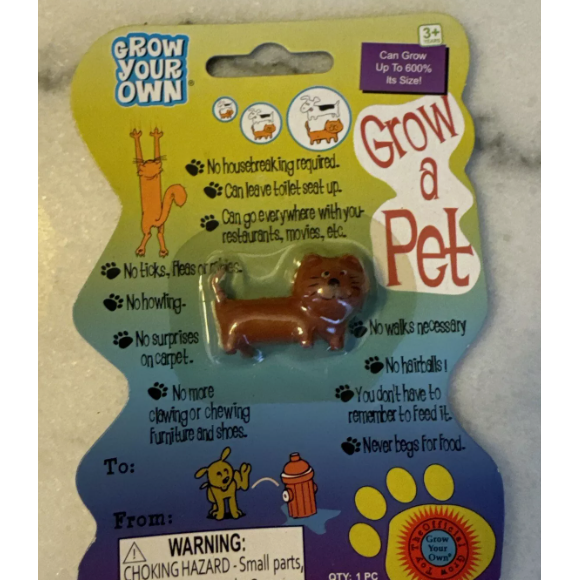 GROW
YOUR
OWN®
3+
Can Grow
Up To 600%
Its Size!
Grow
a
Pet
No housebreaking required.
Can leave toilet seat up.
Can go everywhere with you-
restaurants, movies, etc.
No ticks, fleas or
No howling.
No surprises
on carpet.
No more
clawing or chewing
furniture and shoes.
No walks necessary
No hairballs!
You don't have to
remember to feed it.
Never begs for food.
To:
From:
WARNING:
CHOKING HAZARD - Small parts,
The Official
Grow Your
Own®
Grow Toy
QTY: 1 PC